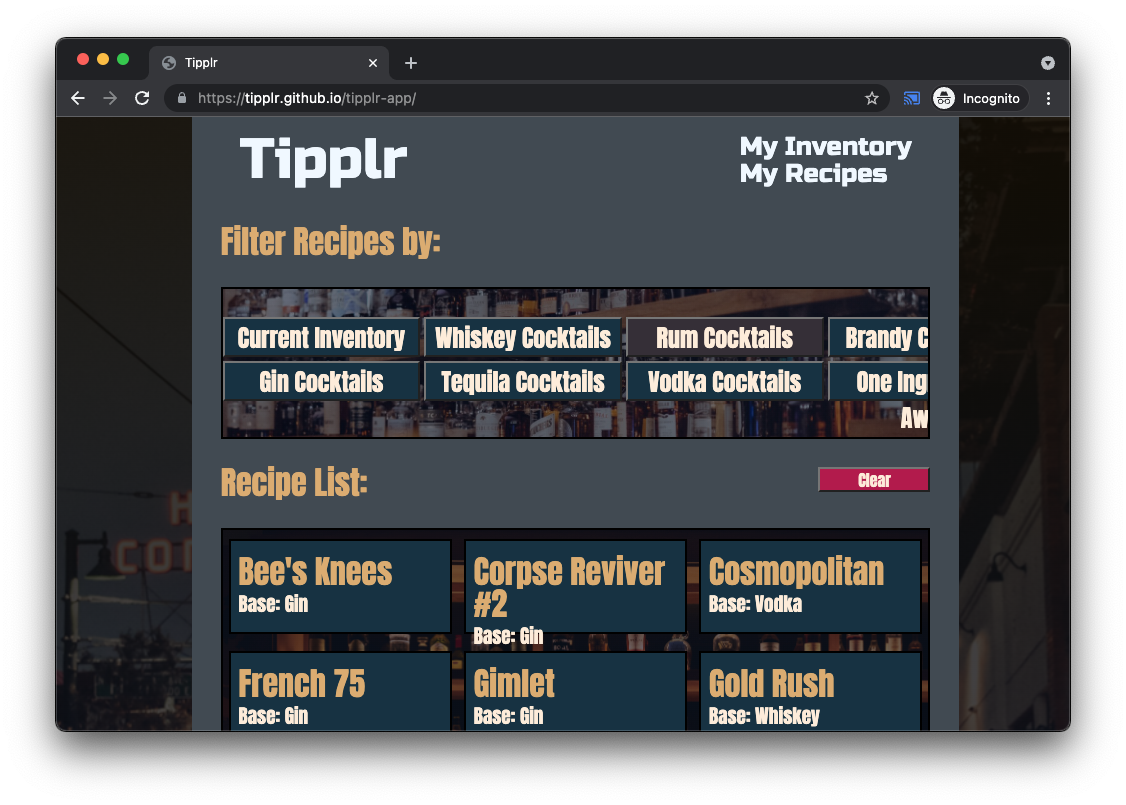 Tipplr
https://tipplr.github.io/tipplr-app/
Incognito
Tipplr
My Inventory
My Recipes
Filter Recipes by:
Current Inventory Whiskey Cocktails Rum Cocktails Brandy C
Gin Cocktails Tequila Cocktails Vodka Cocktails One Ing
Aw
Recipe List:
Clear
Bee's Knees
Base: Gin
Corpse Reviver
#2
Base: Gin
Cosmopolitan
Base: Vodka
French 75
Base: Gin
Gimlet
Base: Gin
Gold Rush
Base: Whiskey